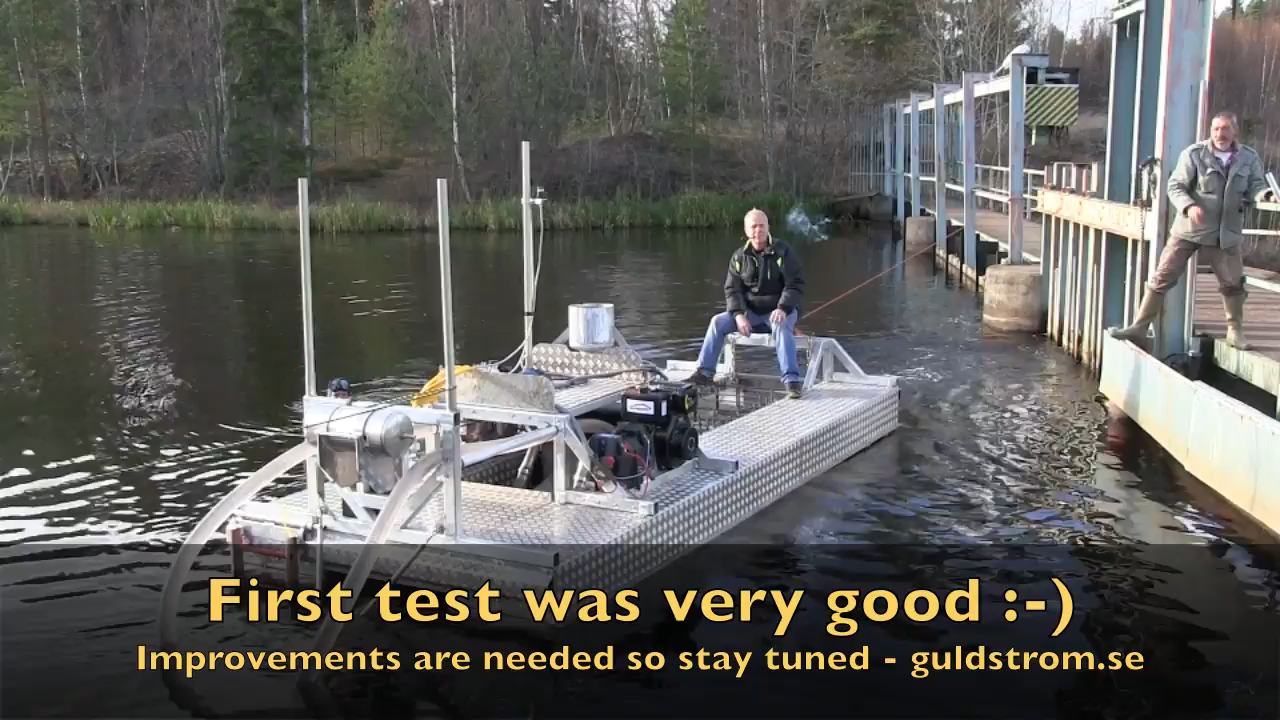 First test was very good :-)
Improvements are needed so stay tuned - guldstrom.se